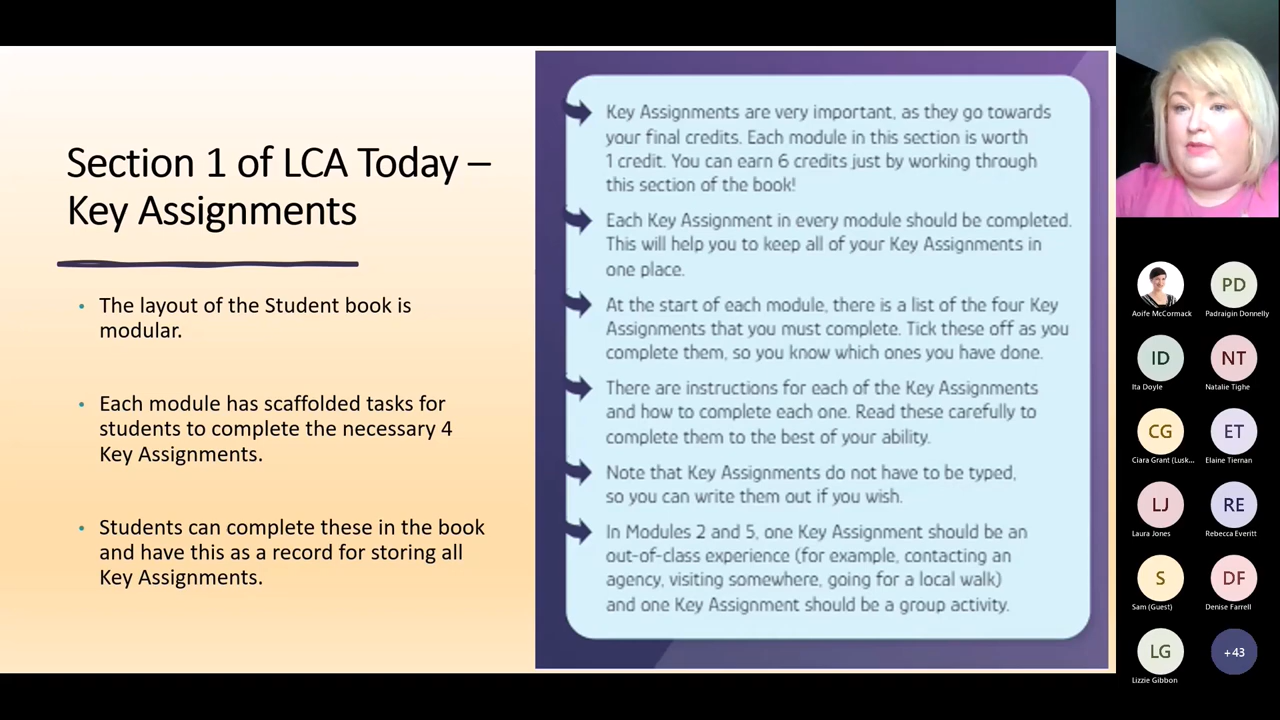 Section 1 of LCA Today –
Key Assignments
• The layout of the Student book is
modular.
• Each module has scaffolded tasks for
students to complete the necessary 4
Key Assignments.
• Students can complete these in the book
and have this as a record for storing all
Key Assignments.
Key Assignments are very important, as they go towards
your final credits. Each module in this section is worth
1 credit. You can earn 6 credits just by working through
this section of the book!
Each Key Assignment in every module should be completed.
This will help you to keep all of your Key Assignments in
one place.
At the start of each module, there is a list of the four Key
Assignments that you must complete. Tick these off as you
complete them, so you know which ones you have done.
There are instructions for each of the Key Assignments
and how to complete each one. Read these carefully to
complete them to the best of your ability.
Note that Key Assignments do not have to be typed,
so you can write them out if you wish.
In Modules 2 and 5, one Key Assignment should be an
out-of-class experience (for example, contacting an
agency, visiting somewhere, going for a local walk)
and one Key Assignment should be a group activity.
Aoife McCormack
PD
Padraigin Donnelly
ID
Ita Doyle
NT
Natalie Tighe
CG
Ciara Grant (Lusk...
ET
Elaine Tiernan
LJ
Laura Jones
RE
Rebecca Everitt
S
Sam (Guest)
DF
Denise Farrell
LG
Lizzie Gibbon
+43